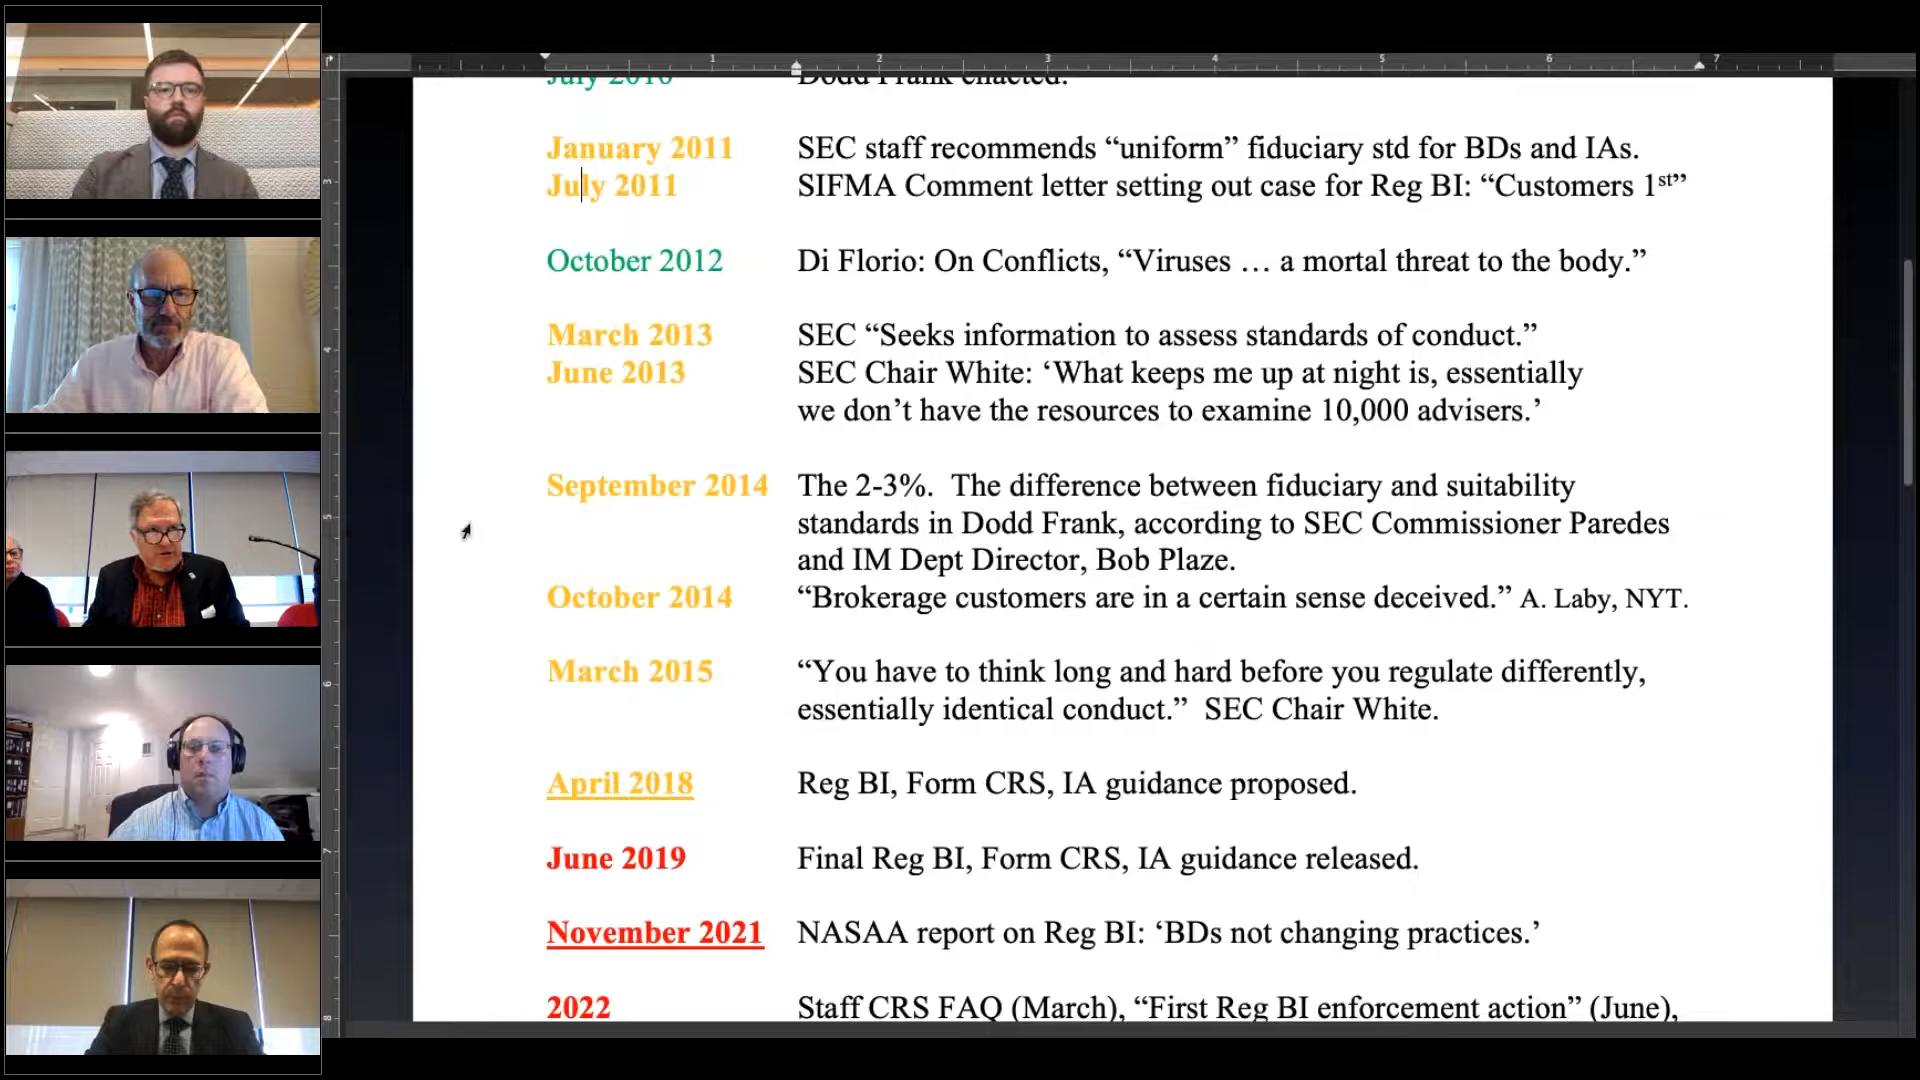 July 2010 Dodd Frank enacted.
January 2011 SEC staff recommends “uniform” fiduciary std for BDs and IAs.
July 2011 SIFMA Comment letter setting out case for Reg BI: “Customers 1st”
October 2012 Di Florio: On Conflicts, “Viruses … a mortal threat to the body.”
March 2013 SEC “Seeks information to assess standards of conduct.”
June 2013 SEC Chair White: ‘What keeps me up at night is, essentially
we don’t have the resources to examine 10,000 advisers.’
September 2014 The 2-3%. The difference between fiduciary and suitability
standards in Dodd Frank, according to SEC Commissioner Paredes
and IM Dept Director, Bob Plaze.
October 2014 “Brokerage customers are in a certain sense deceived.” A. Laby, NYT.
March 2015 “You have to think long and hard before you regulate differently,
essentially identical conduct.” SEC Chair White.
April 2018 Reg BI, Form CRS, IA guidance proposed.
June 2019 Final Reg BI, Form CRS, IA guidance released.
November 2021 NASAA report on Reg BI: ‘BDs not changing practices.’
2022 Staff CRS FAQ (March), “First Reg BI enforcement action” (June),